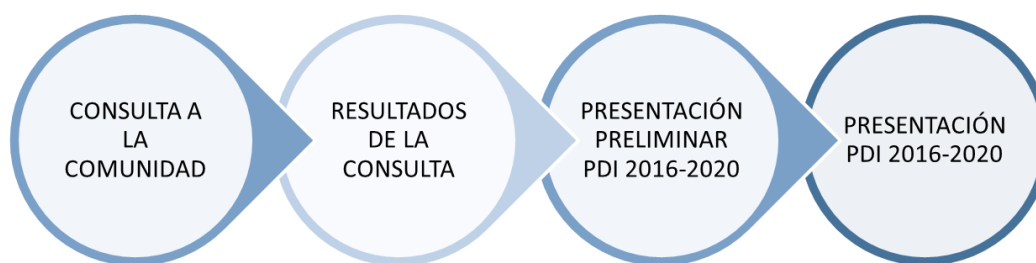 CONSULTA A
LA
COMUNIDAD
RESULTADOS
DE LA
CONSULTA
PRESENTACIÓN
PRELIMINAR
PDI 2016-2020
PRESENTACIÓN
PDI 2016-2020